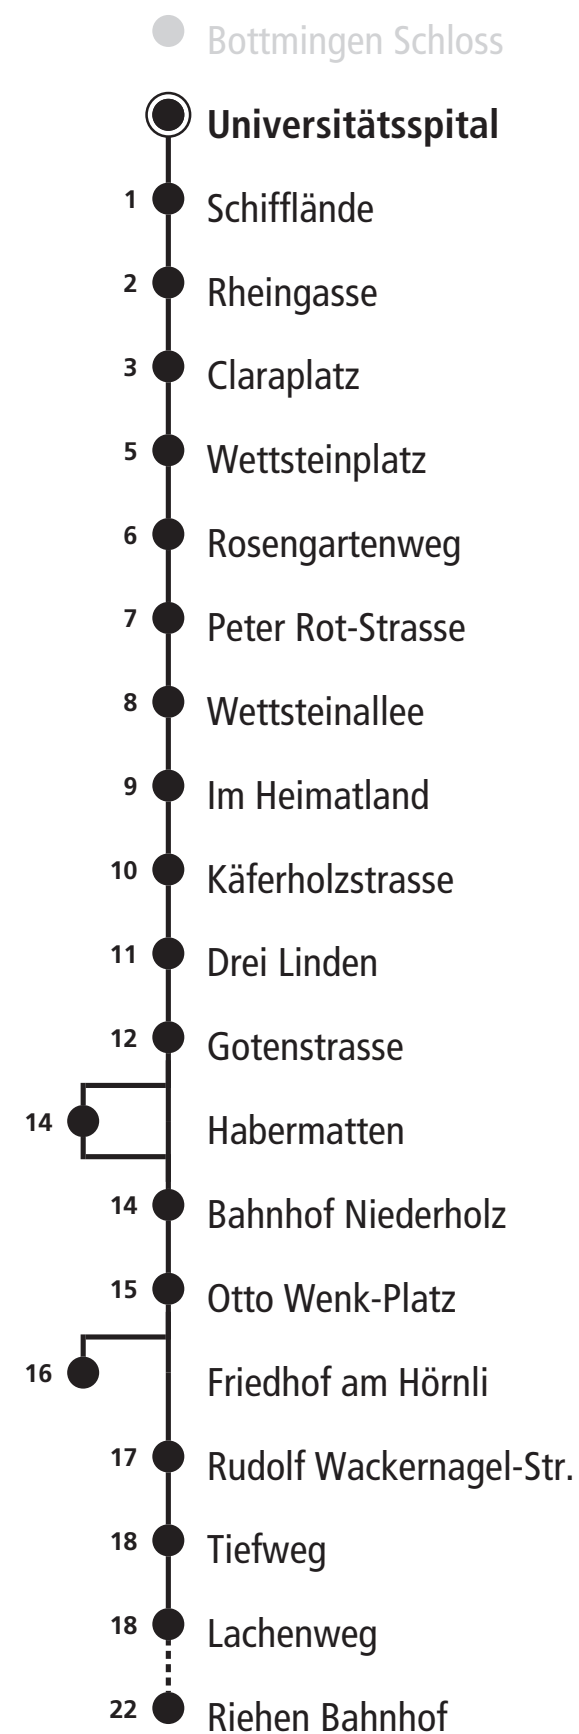 Bottmingen Schloss
Universitätsspital
1 Schifflände
2 Rheingasse
3 Claraplatz
5 Wettsteinplatz
6 Rosengartenweg
7 Peter Rot-Strasse
8 Wettsteinallee
9 Im Heimatland
10 Käferholzstrasse
11 Drei Linden
12 Gotenstrasse
14 Habermatten
14 Bahnhof Niederholz
15 Otto Wenk-Platz
16 Friedhof am Hörnli
17 Rudolf Wackernagel-Str.
18 Tiefweg
18 Lachenweg
22 Riehen Bahnhof